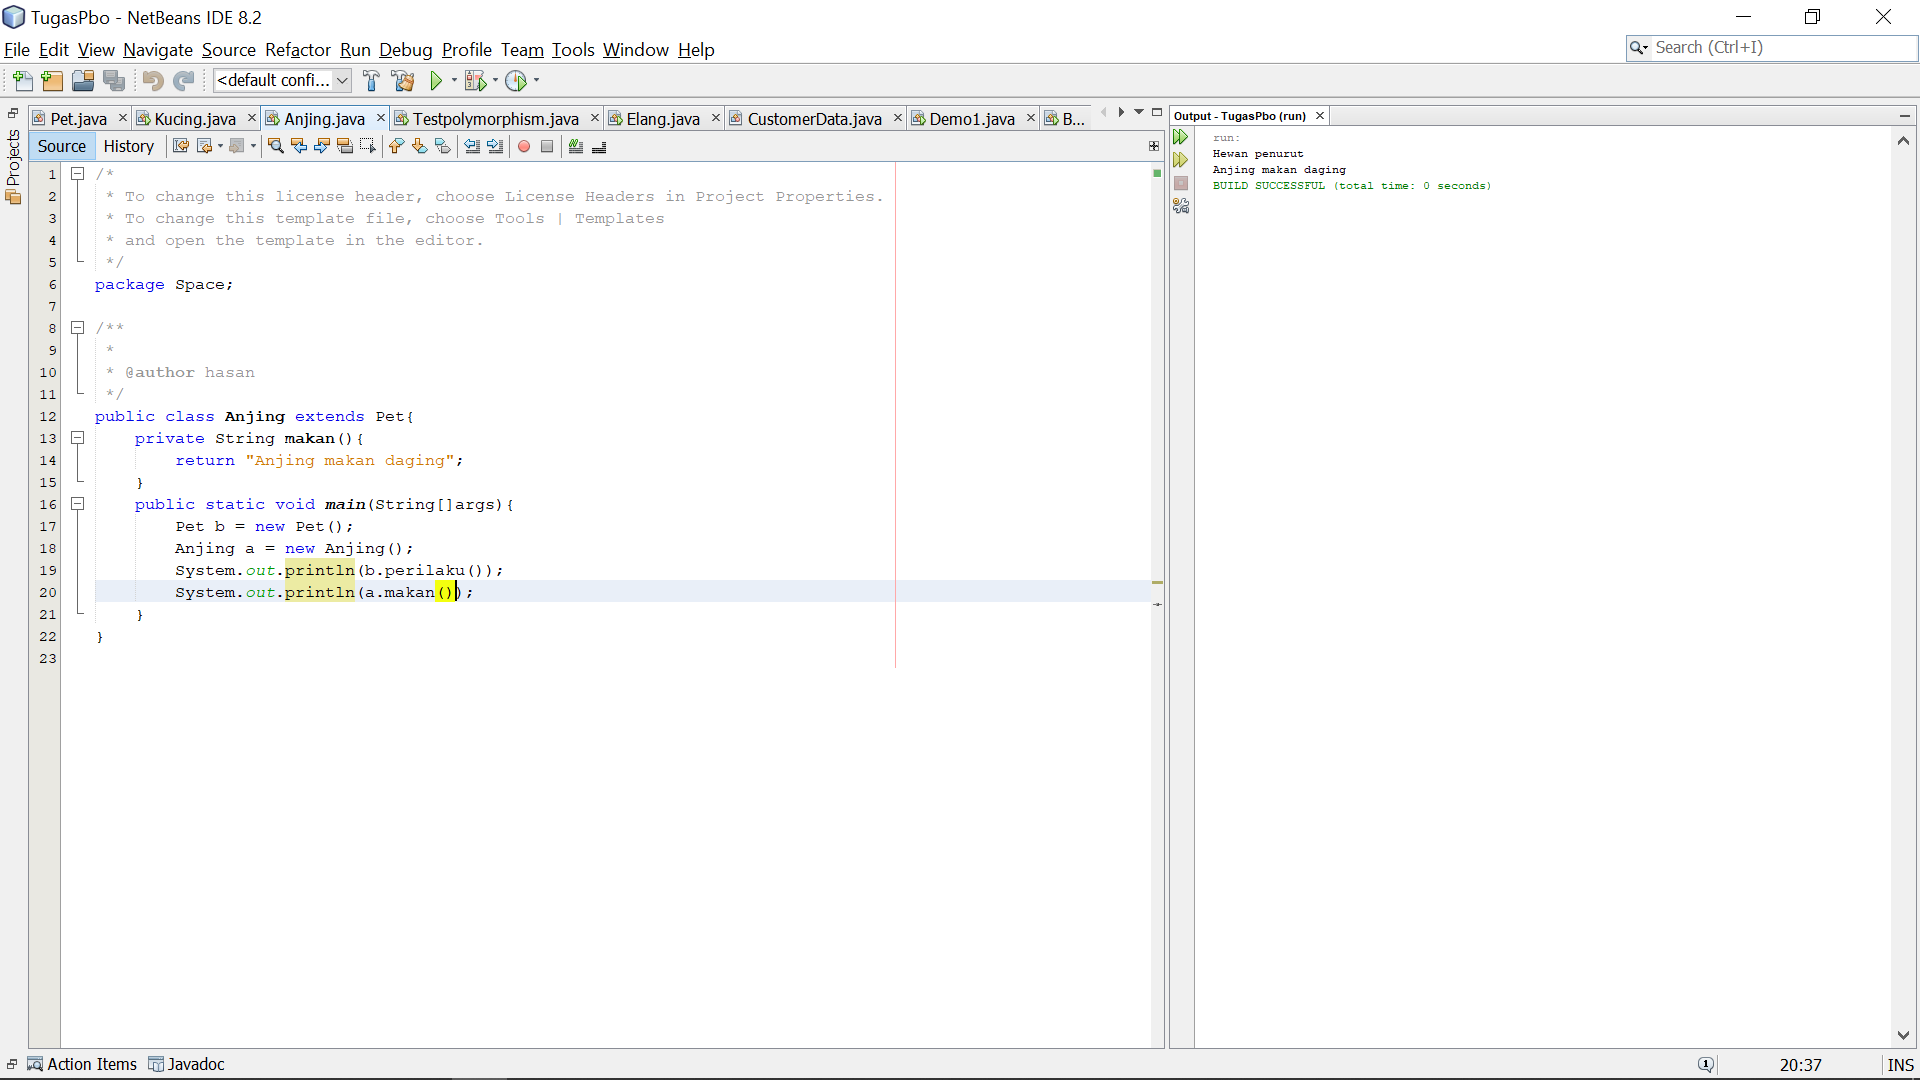 TugasPbo - NetBeans IDE 8.2
File Edit View Navigate Source Refactor Run Debug Profile Team Tools Window Help
Search (Ctrl+I)
<default confi...
Projects
Pet.java Kucing.java Anjing.java Testpolymorphism.java Elang.java CustomerData.java Demo1.java B...
Source History
1 /*
2 * To change this license header, choose License Headers in Project Properties.
3 * To change this template file, choose Tools | Templates
4 * and open the template in the editor.
5 */
6 package Space;
7
8 /**
9 *
10 * @author hasan
11 */
12 public class Anjing extends Pet{
13 private String makan(){
14 return "Anjing makan daging";
15 }
16 public static void main(String[]args){
17 Pet b = new Pet();
18 Anjing a = new Anjing();
19 System.out.println(b.perilaku());
20 System.out.println(a.makan());
21 }
22 }
23
Output - TugasPbo (run)
run:
Hewan penurut
Anjing makan daging
BUILD SUCCESSFUL (total time: 0 seconds)
Action Items Javadoc
20:37 INS